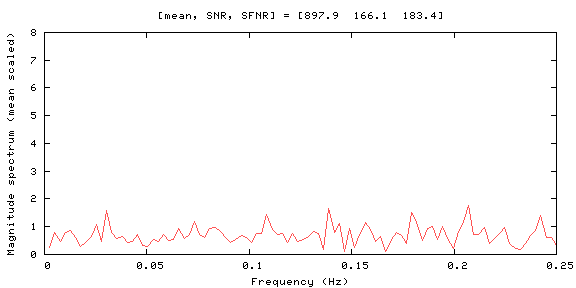 [mean, SNR, SFNR] = [897.9  166.1  183.4]
Magnitude spectrum (mean scaled)
8
7
6
5
4
3
2
1
0
0 0.05 0.1 0.15 0.2 0.25
Frequency (Hz)